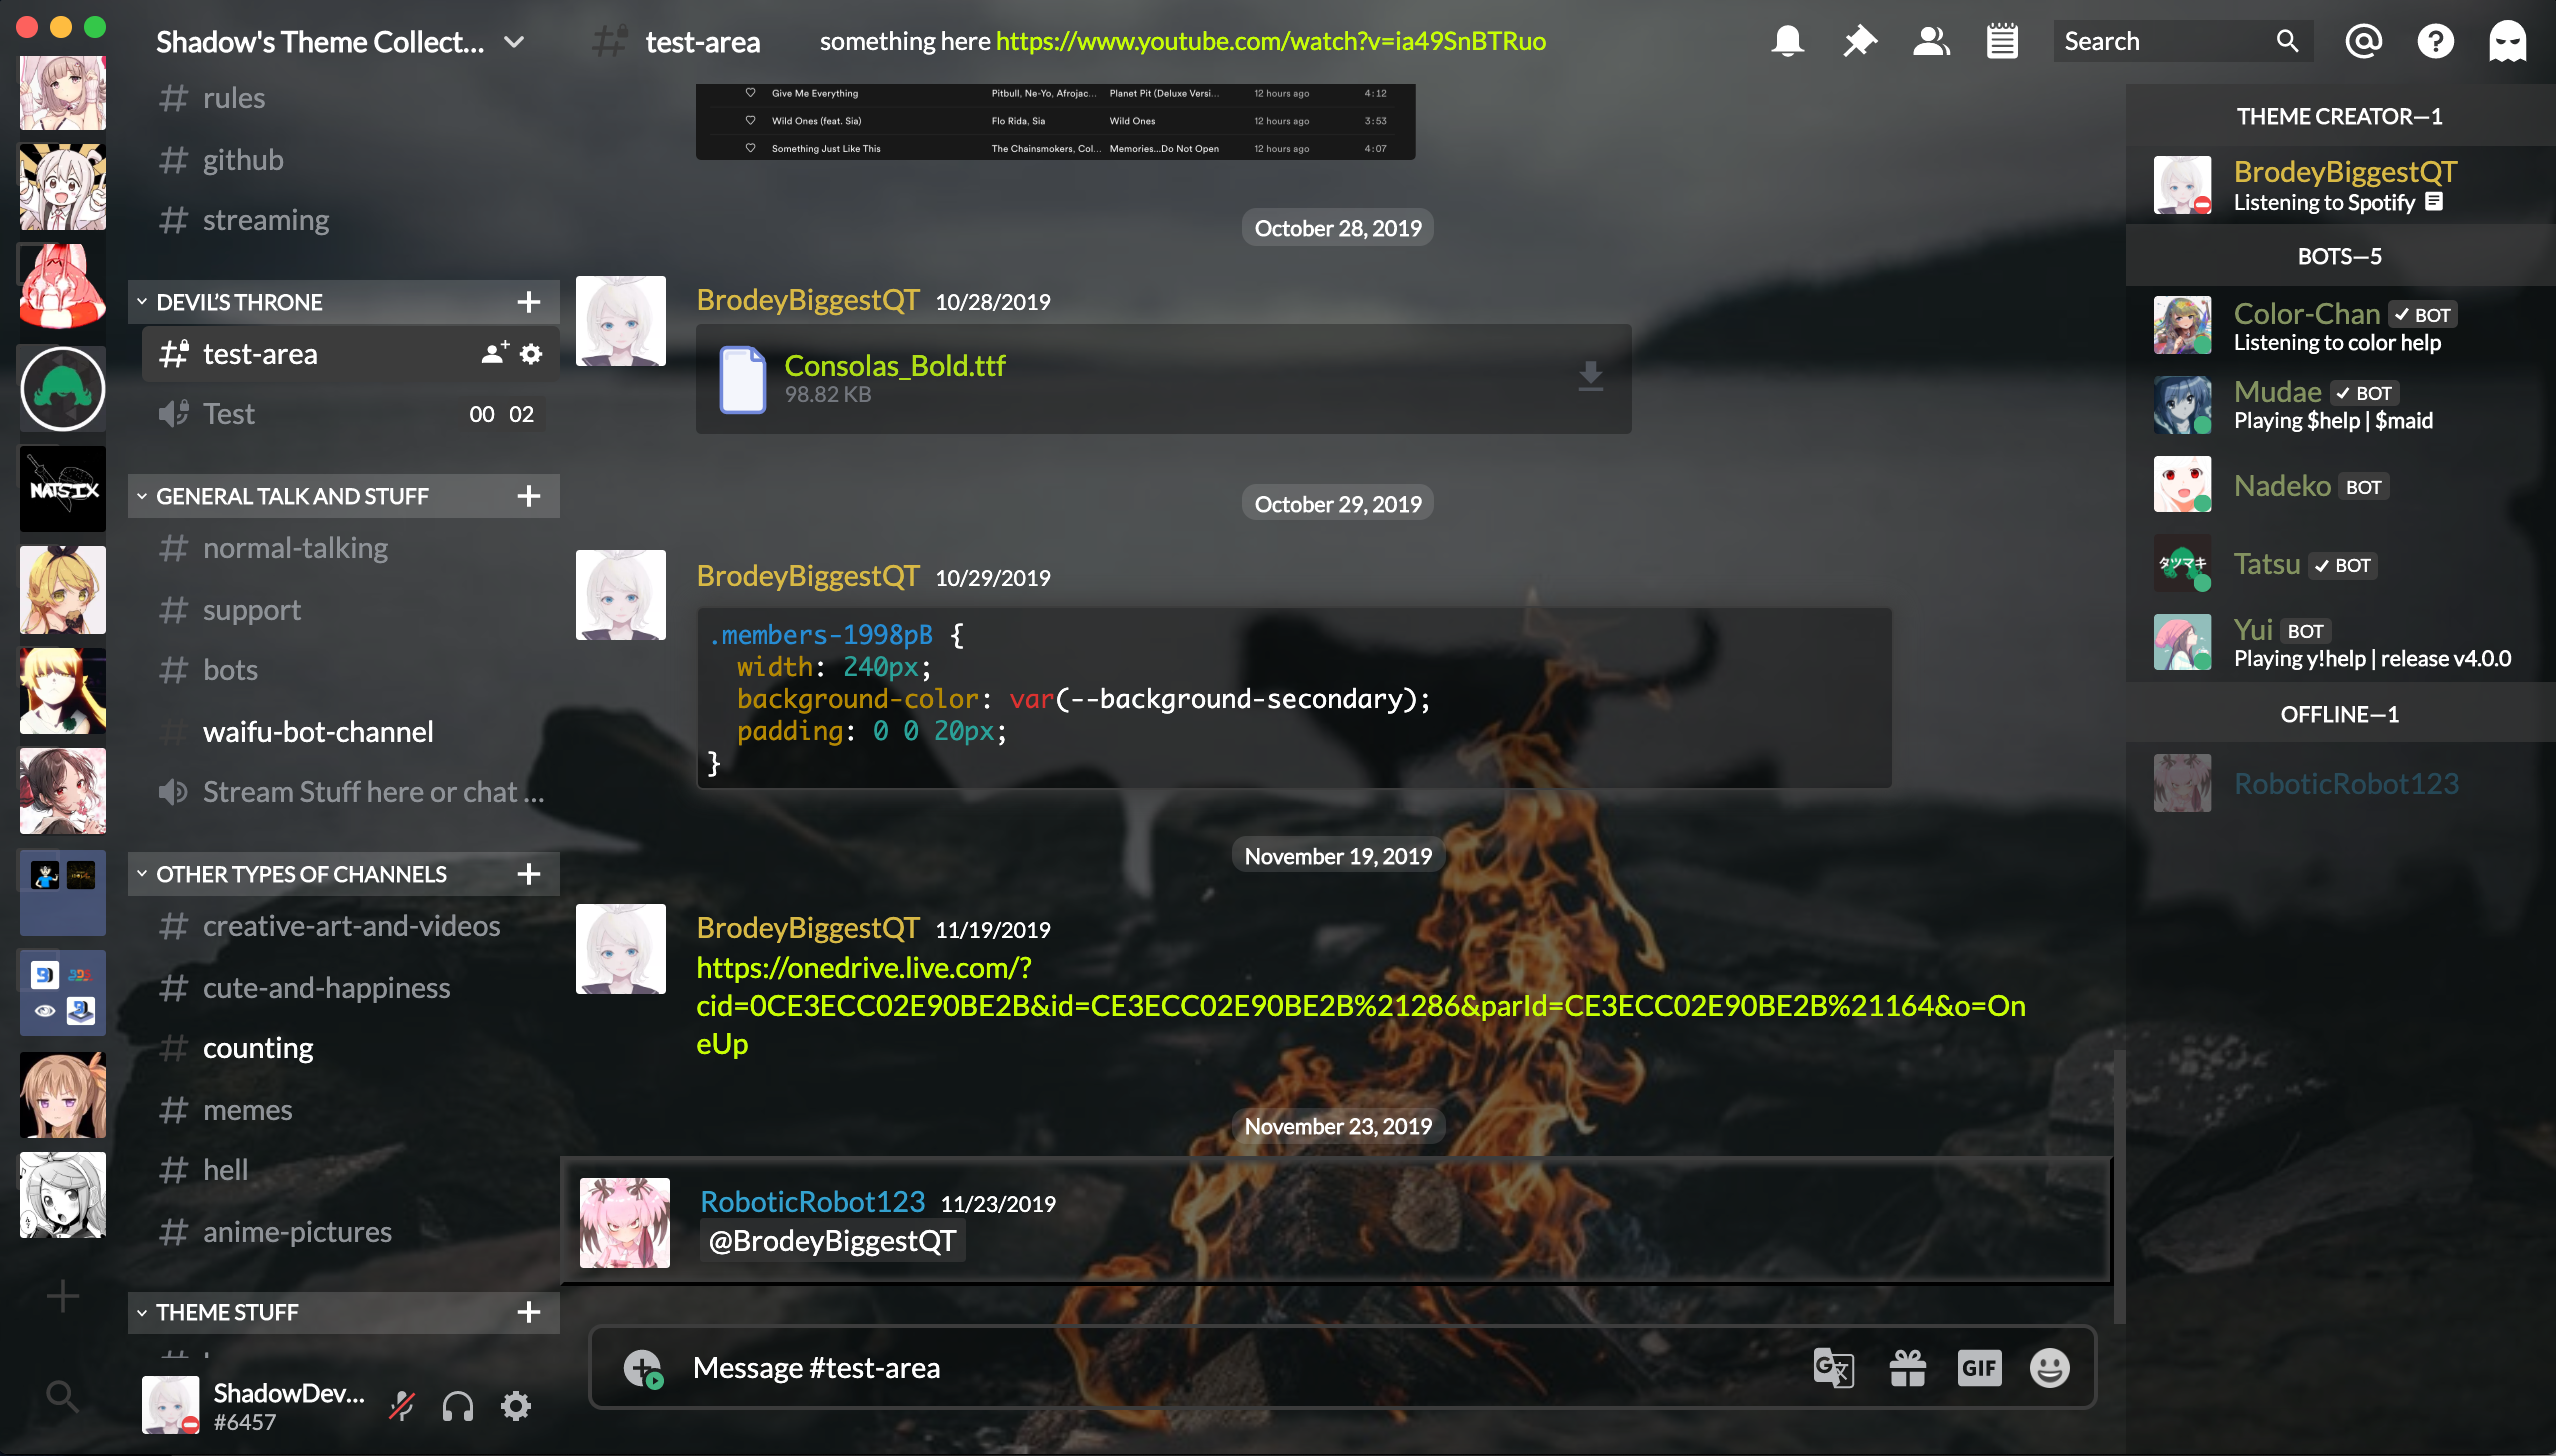 Shadow's Theme Collect...
test-area
something here https://www.youtube.com/watch?v=ia49SnBTRuo
Search
rules
github
streaming
DEVIL'S THRONE
test-area
Test
00 02
GENERAL TALK AND STUFF
normal-talking
support
bots
waifu-bot-channel
Stream Stuff here or chat ...
OTHER TYPES OF CHANNELS
creative-art-and-videos
cute-and-happiness
counting
memes
hell
anime-pictures
THEME STUFF
ShadowDev...
#6457
NATSIX
Give Me Everything Pitbull, Ne-Yo, Afrojac... Planet Pit (Deluxe Versi... 12 hours ago 4:12
Wild Ones (feat. Sia) Flo Rida, Sia Wild Ones 12 hours ago 3:53
Something Just Like This The Chainsmokers, Col... Memories...Do Not Open 12 hours ago 4:07
October 28, 2019
BrodeyBiggestQT 10/28/2019
Consolas_Bold.ttf
98.82 KB
October 29, 2019
BrodeyBiggestQT 10/29/2019
.members-1998pB {
width: 240px;
background-color: var(--background-secondary);
padding: 0 0 20px;
}
November 19, 2019
BrodeyBiggestQT 11/19/2019
https://onedrive.live.com/?
cid=0CE3ECC02E90BE2B&id=CE3ECC02E90BE2B%21286&parId=CE3ECC02E90BE2B%21164&o=On
eUp
November 23, 2019
RoboticRobot123 11/23/2019
@BrodeyBiggestQT
Message #test-area
GIF
THEME CREATOR—1
BrodeyBiggestQT
Listening to Spotify
BOTS—5
Color-Chan BOT
Listening to color help
Mudae BOT
Playing $help | $maid
Nadeko BOT
タツマキ
Tatsu BOT
Yui BOT
Playing y!help | release v4.0.0
OFFLINE—1
RoboticRobot123